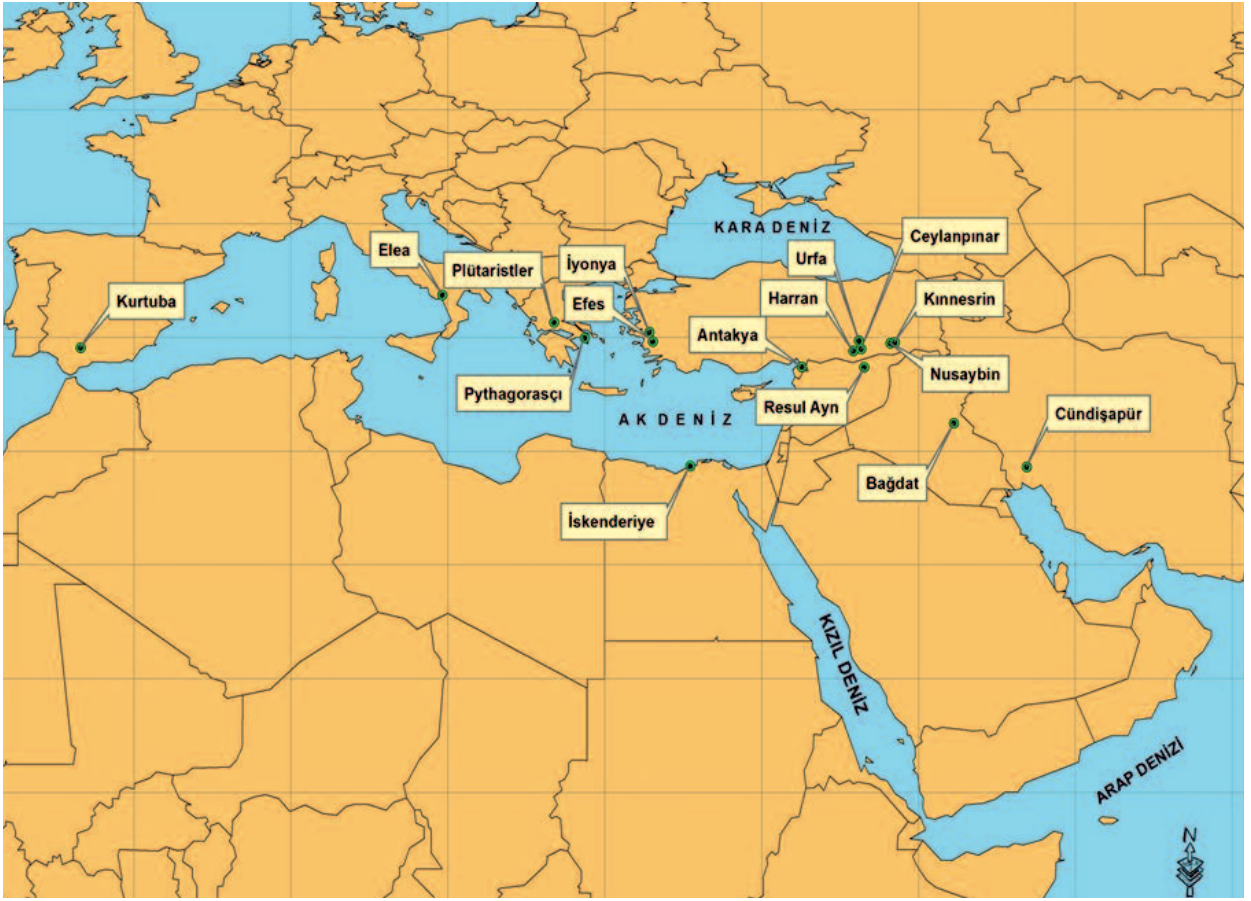 KARA DENİZ
Ceylanpınar
Elea
Plütaristler
İyonya
Urfa
Kurtuba
Efes
Harran
Kınnesrin
Antakya
Nusaybin
Pythagorasçı
Resul Ayn
AK DENİZ
Cündişapür
Bağdat
İskenderiye
KIZIL DENİZ
ARAP DENİZİ
N